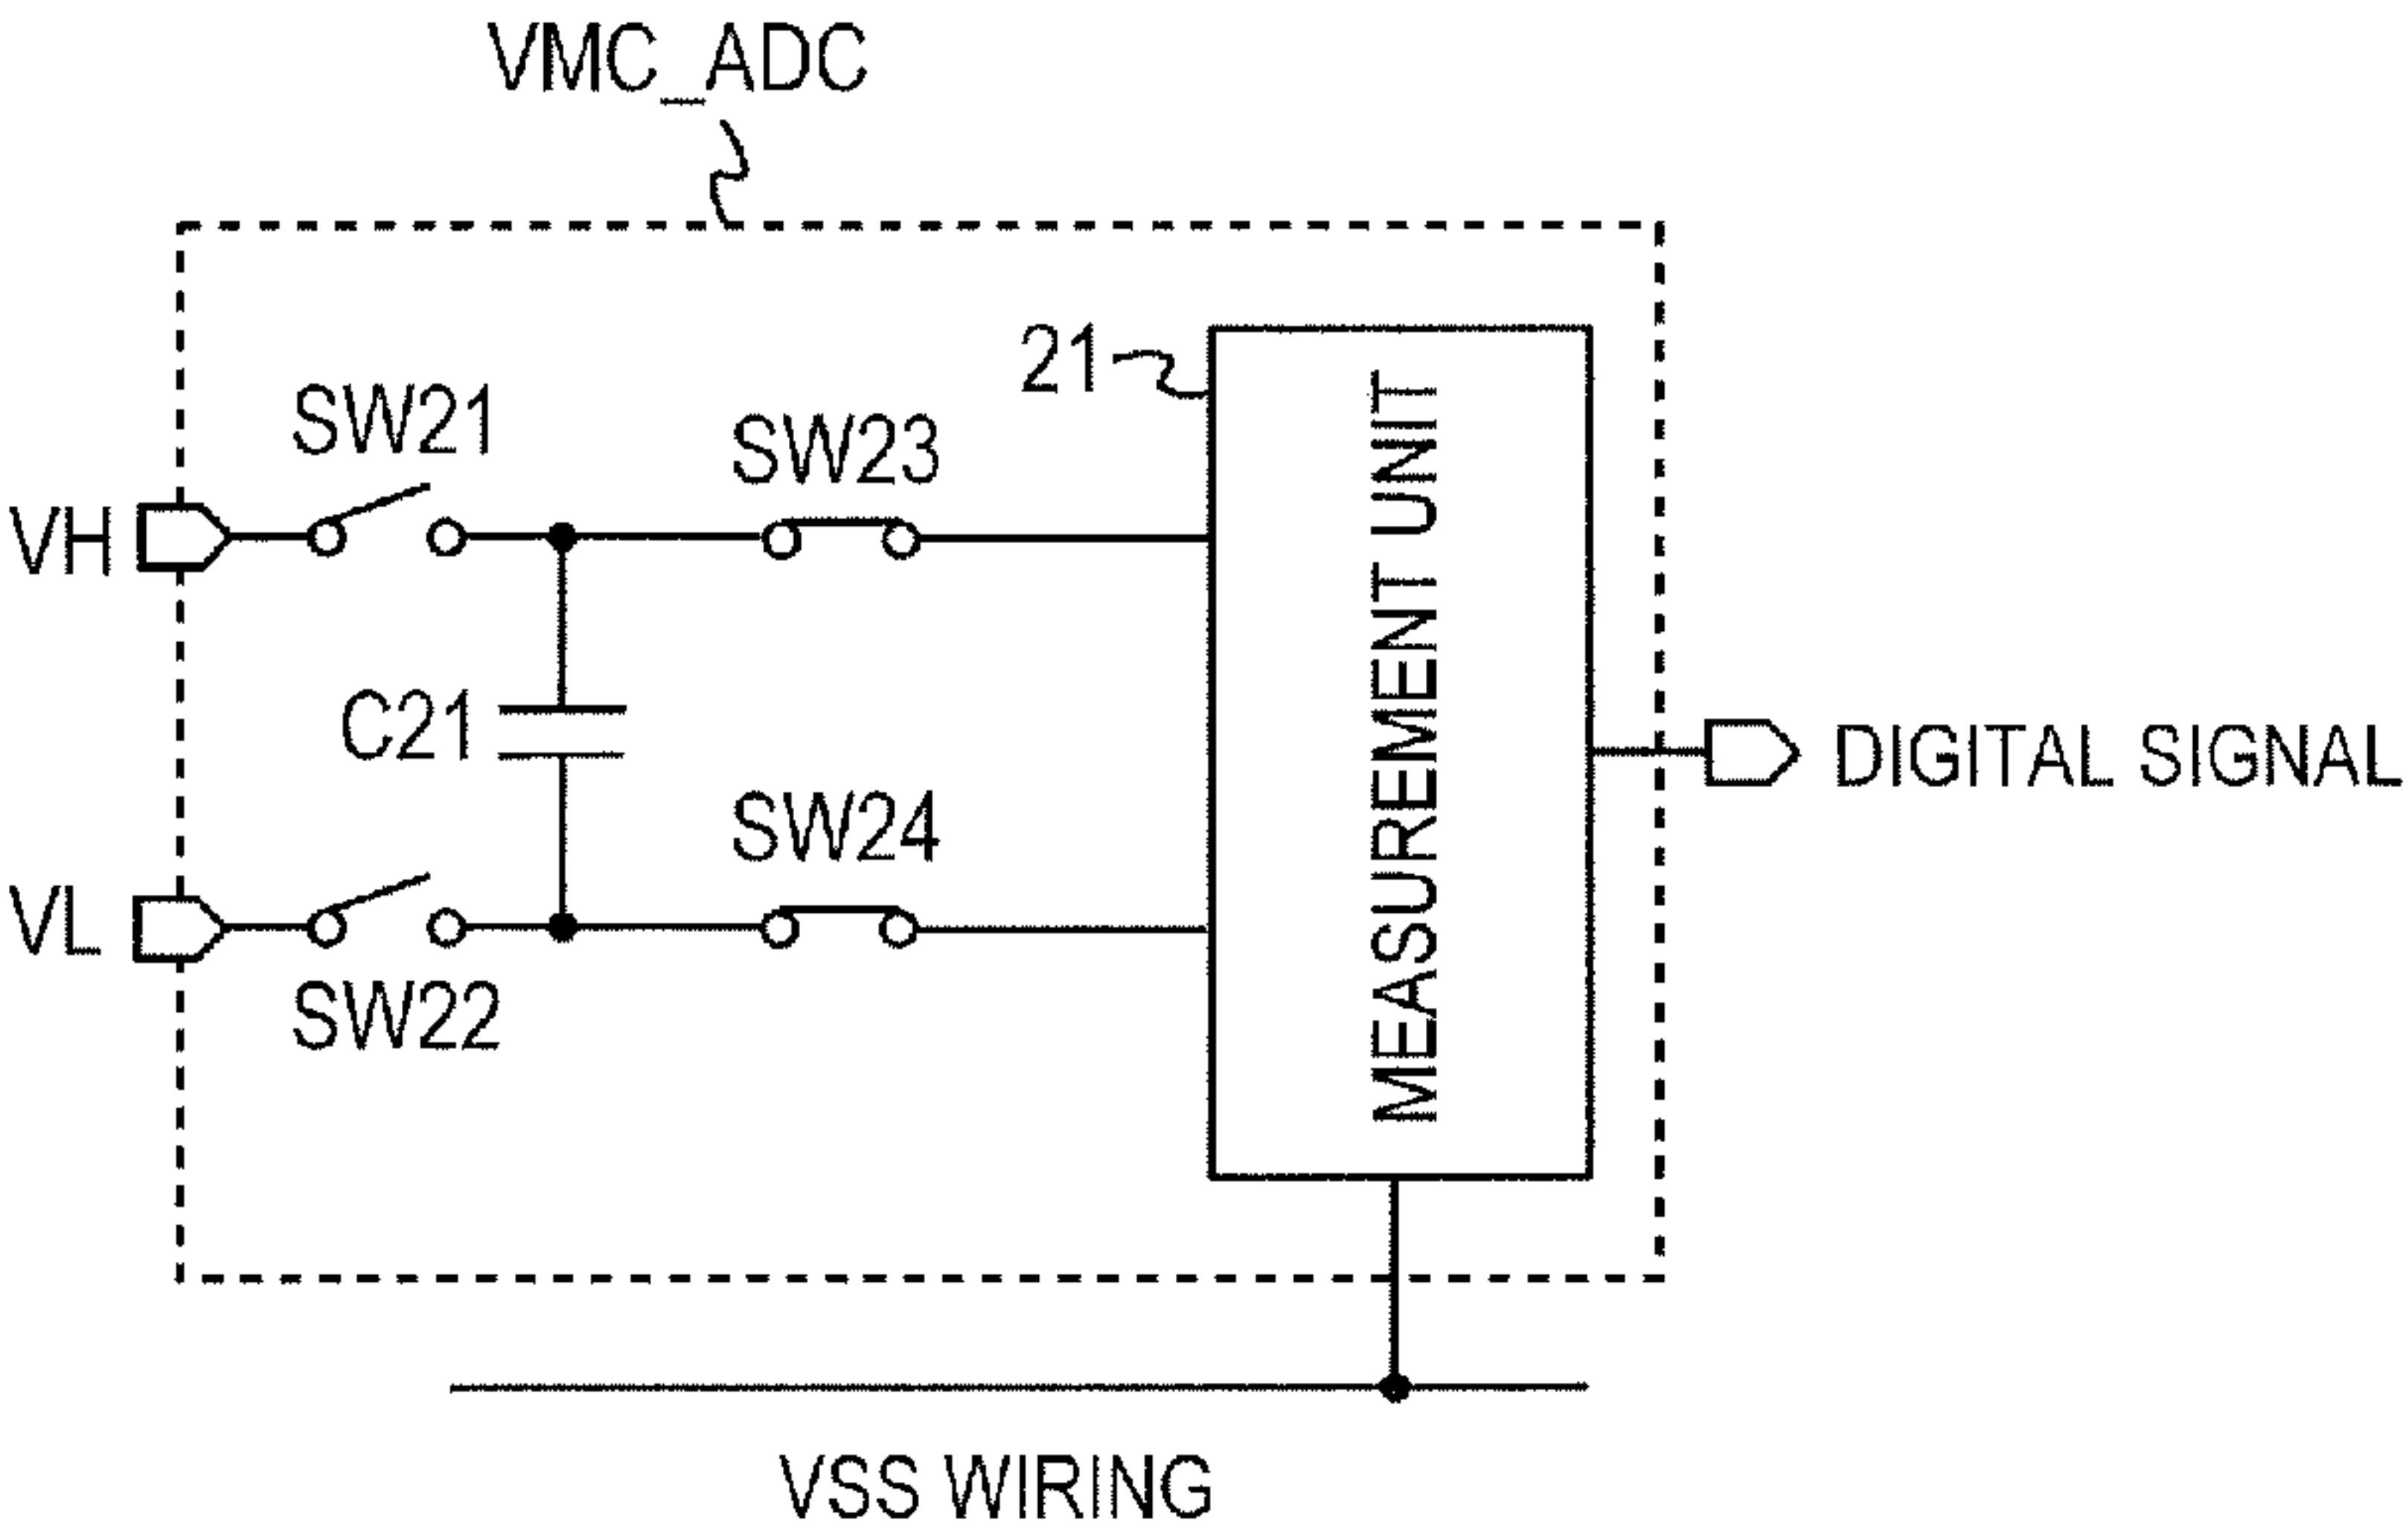 VMC_ADC
21
SW21
SW23
VH
MEASUREMENT UNIT
C21
DIGITAL SIGNAL
SW24
VL
SW22
VSS WIRING